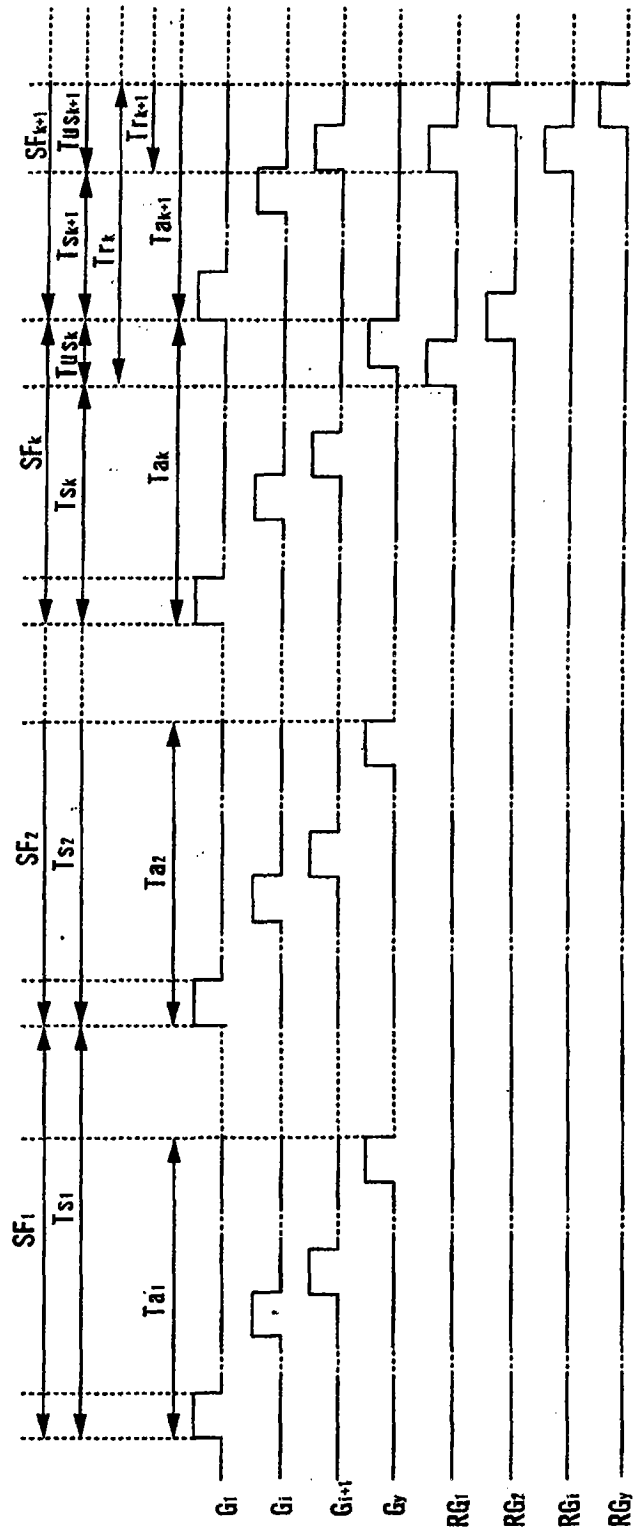 SF1 SF2 SFk SFk+1
Ts1 Ts2 Tsk Tusk Tsk+1 Tusk+1
Trk
Trk+1
Ta1 Ta2 Tak Tak+1
G1
Gi
Gi+1
Gy
RG1
RG2
RGi
RGy